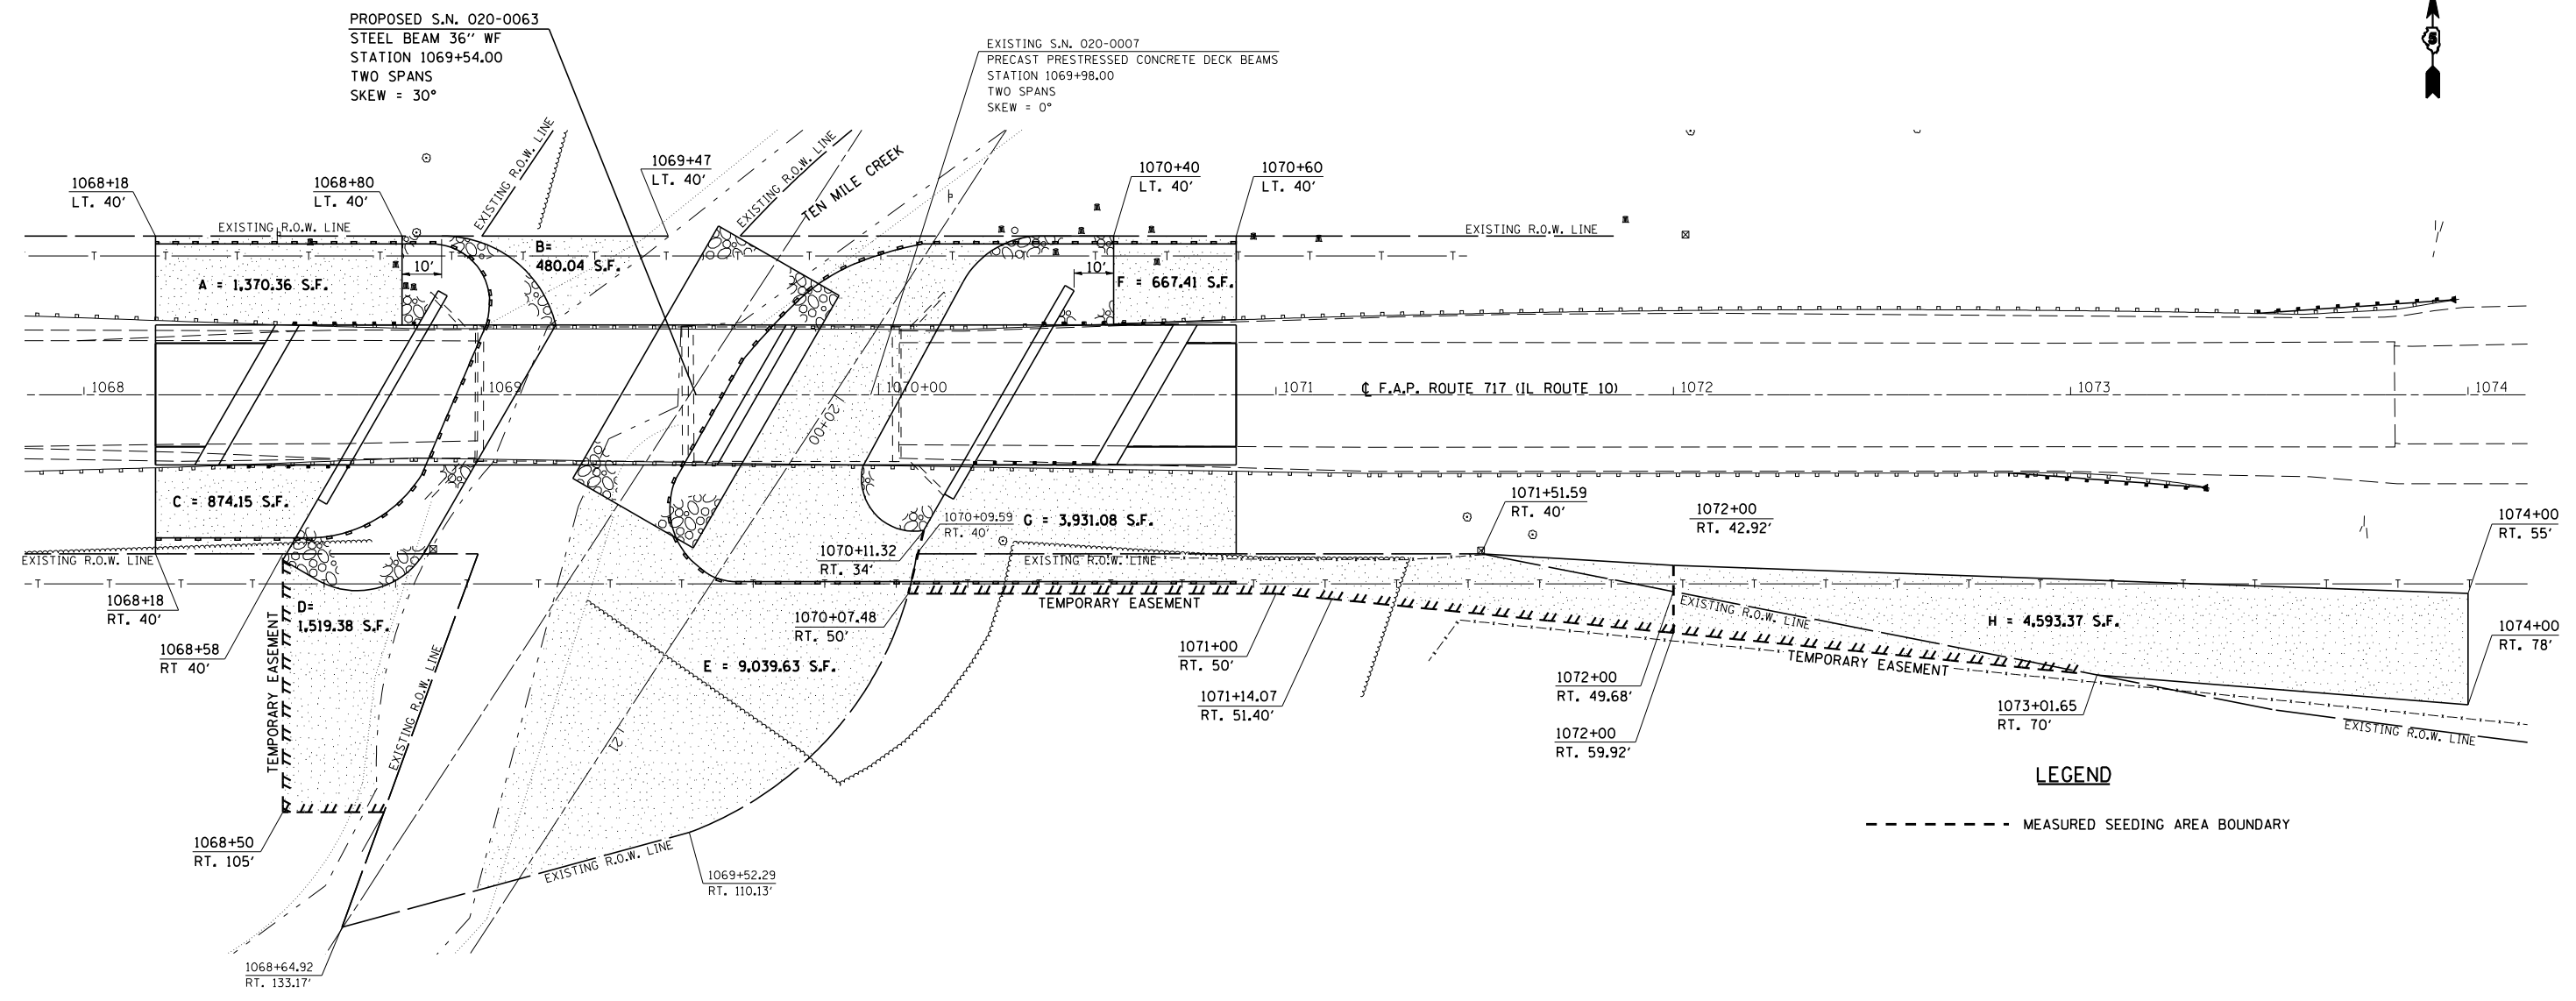 PROPOSED S.N. 020-0063
STEEL BEAM 36" WF
STATION 1069+54.00
TWO SPANS
SKEW = 30°
EXISTING S.N. 020-0007
PRECAST PRESTRESSED CONCRETE DECK BEAMS
STATION 1069+98.00
TWO SPANS
SKEW = 0°
5
1068+18
LT. 40'
1068+80
LT. 40'
EXISTING R.O.W. LINE
1069+47
LT. 40'
EXISTING R.O.W. LINE
TEN MILE CREEK
1070+40
LT. 40'
1070+60
LT. 40'
EXISTING R.O.W. LINE
EXISTING R.O.W. LINE
A = 1,370.36 S.F.
10'
B=
480.04 S.F.
10'
F = 667.41 S.F.
1068
1069
1070+00
1071
℄ F.A.P. ROUTE 717 (IL ROUTE 10)
1072
1073
1074
120+00
121
C = 874.15 S.F.
EXISTING R.O.W. LINE
1070+09.59
RT. 40'
G = 3,931.08 S.F.
1070+11.32
RT. 34'
EXISTING R.O.W. LINE
1071+51.59
RT. 40'
1072+00
RT. 42.92'
1074+00
RT. 55'
1068+18
RT. 40'
D=
1,519.38 S.F.
TEMPORARY EASEMENT
1068+58
RT 40'
EXISTING R.O.W. LINE
1070+07.48
RT. 50'
E = 9,039.63 S.F.
TEMPORARY EASEMENT
1071+00
RT. 50'
1071+14.07
RT. 51.40'
EXISTING R.O.W. LINE
H = 4,593.37 S.F.
1074+00
RT. 78'
TEMPORARY EASEMENT
1072+00
RT. 49.68'
1072+00
RT. 59.92'
1073+01.65
RT. 70'
EXISTING R.O.W. LINE
1068+50
RT. 105'
EXISTING R.O.W. LINE
1069+52.29
RT. 110.13'
1068+64.92
RT. 133.17'
LEGEND
MEASURED SEEDING AREA BOUNDARY